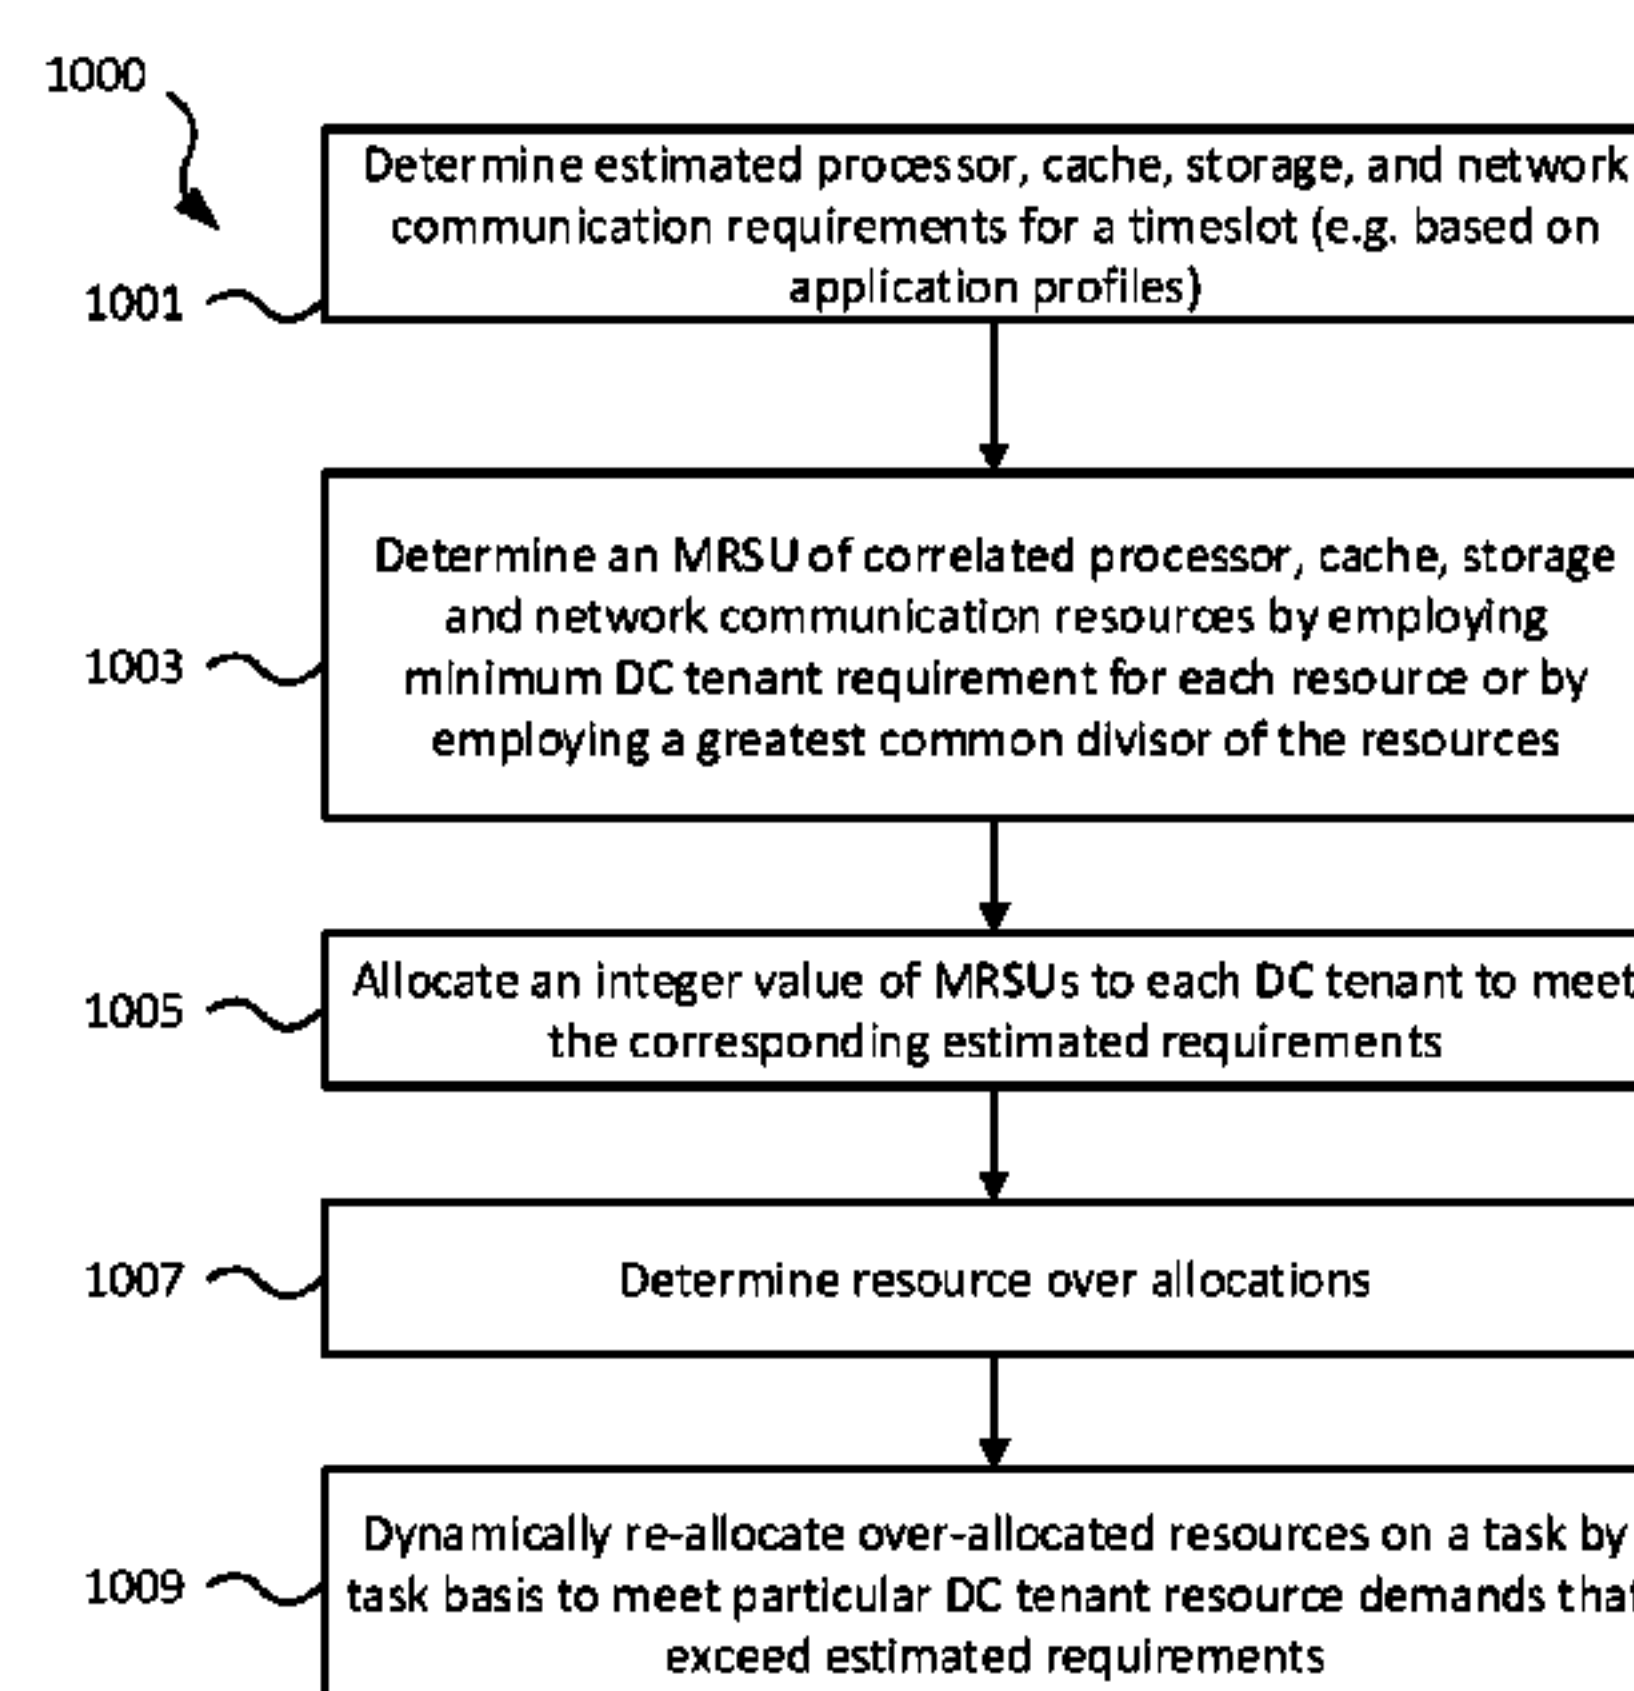 1000
Determine estimated processor, cache, storage, and network
communication requirements for a timeslot (e.g. based on
application profiles)
1001
Determine an MRSU of correlated processor, cache, storage
and network communication resources by employing
1003
minimum DC tenant requirement for each resource or by
employing a greatest common divisor of the resources
Allocate an integer value of MRSUs to each DC tenant to meet
1005
the corresponding estimated requirements
1007
Determine resource over allocations
Dynamically re-allocate over-allocated resources on a task by
1009
task basis to meet particular DC tenant resource demands that
exceed estimated requirements